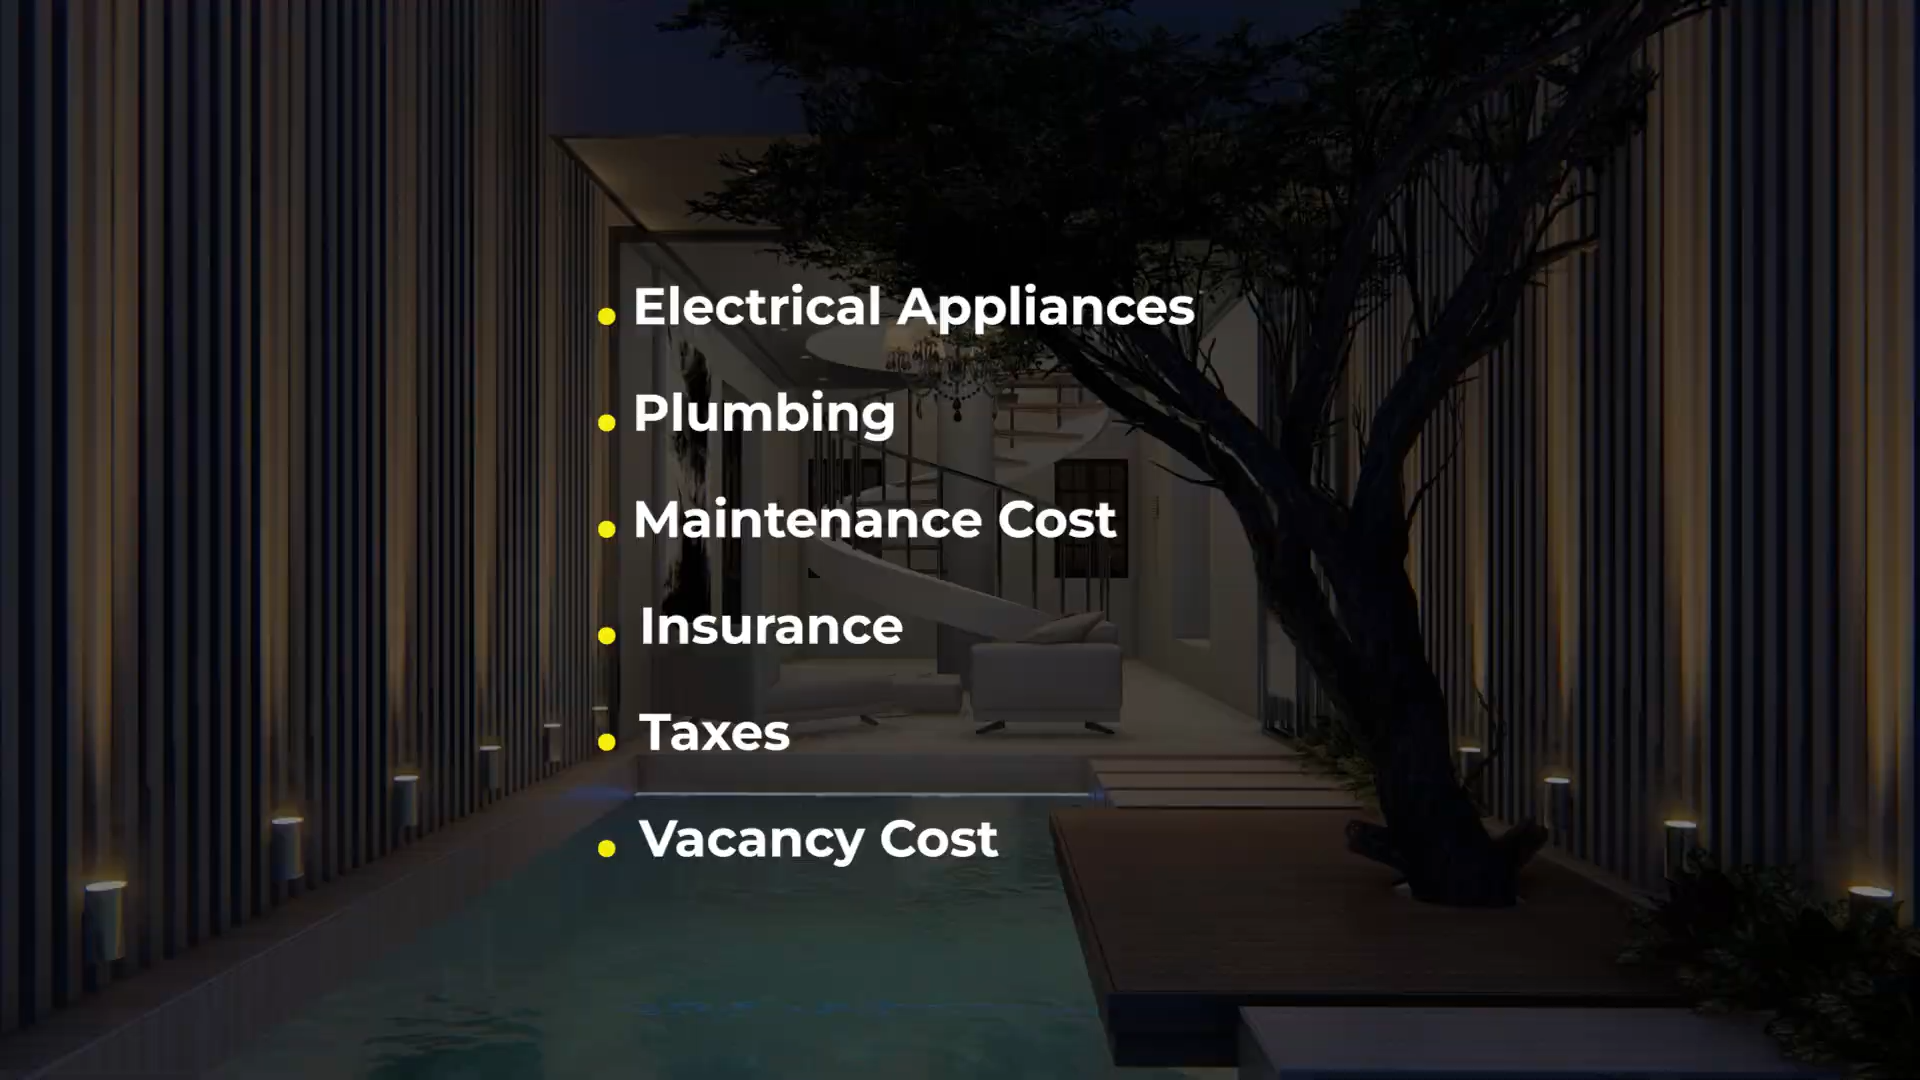 Electrical Appliances
Plumbing
Maintenance Cost
Insurance
Taxes
Vacancy Cost